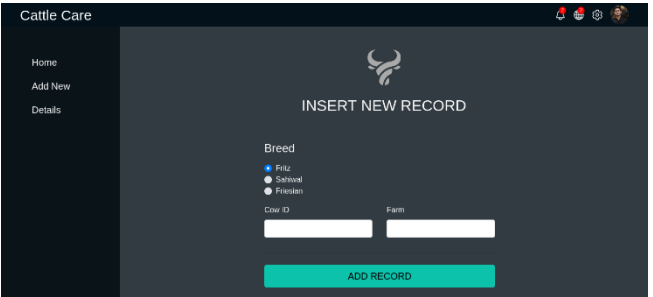 Cattle Care
Home
Add New
Details
INSERT NEW RECORD
Breed
Fritz
Sahiwal
Friesian
Cow ID Farm
ADD RECORD